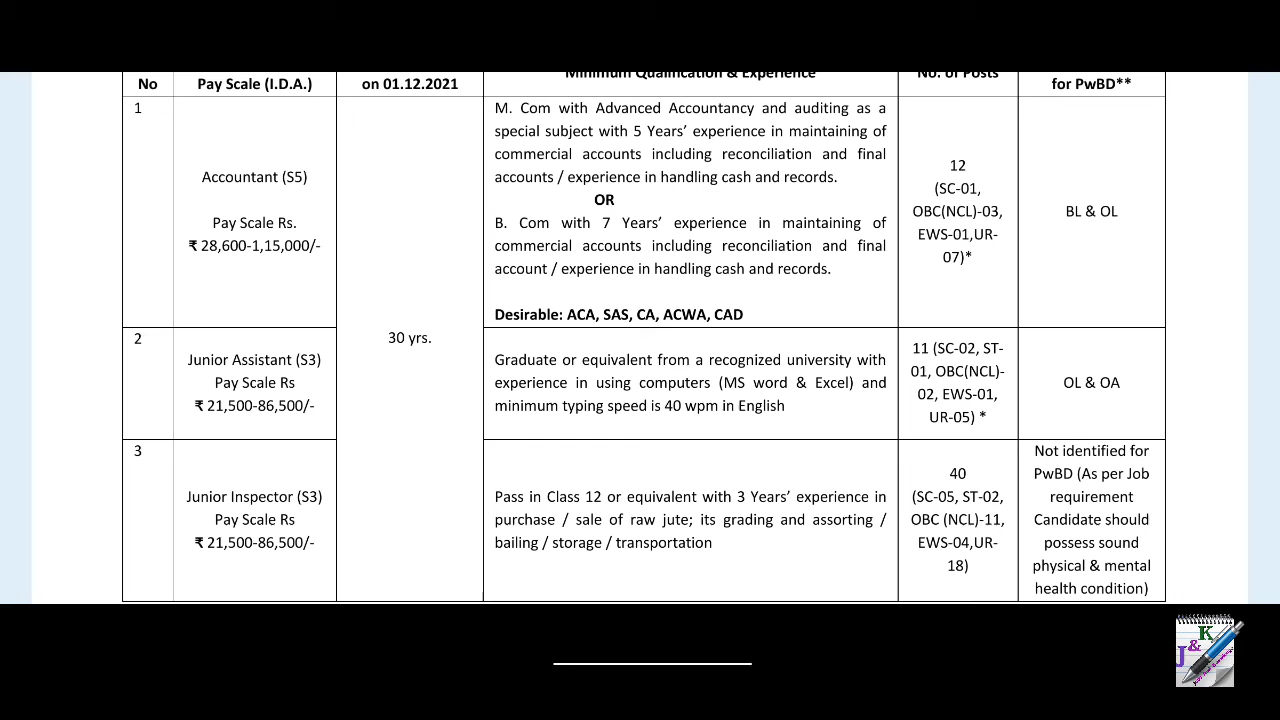 Minimum Qualification & Experience
No. of Posts
No
Pay Scale (I.D.A.)
on 01.12.2021
for PwBD**
1
Accountant (S5)
Pay Scale Rs.
₹ 28,600-1,15,000/-
30 yrs.
M. Com with Advanced Accountancy and auditing as a
special subject with 5 Years’ experience in maintaining of
commercial accounts including reconciliation and final
accounts / experience in handling cash and records.
OR
B. Com with 7 Years’ experience in maintaining of
commercial accounts including reconciliation and final
account / experience in handling cash and records.
Desirable: ACA, SAS, CA, ACWA, CAD
12
(SC-01,
OBC(NCL)-03,
EWS-01,UR-
07)*
BL & OL
2
Junior Assistant (S3)
Pay Scale Rs
₹ 21,500-86,500/-
Graduate or equivalent from a recognized university with
experience in using computers (MS word & Excel) and
minimum typing speed is 40 wpm in English
11 (SC-02, ST-
01, OBC(NCL)-
02, EWS-01,
UR-05) *
OL & OA
3
Junior Inspector (S3)
Pay Scale Rs
₹ 21,500-86,500/-
Pass in Class 12 or equivalent with 3 Years’ experience in
purchase / sale of raw jute; its grading and assorting /
bailing / storage / transportation
40
(SC-05, ST-02,
OBC (NCL)-11,
EWS-04,UR-
18)
Not identified for
PwBD (As per Job
requirement
Candidate should
possess sound
physical & mental
health condition)
J&K